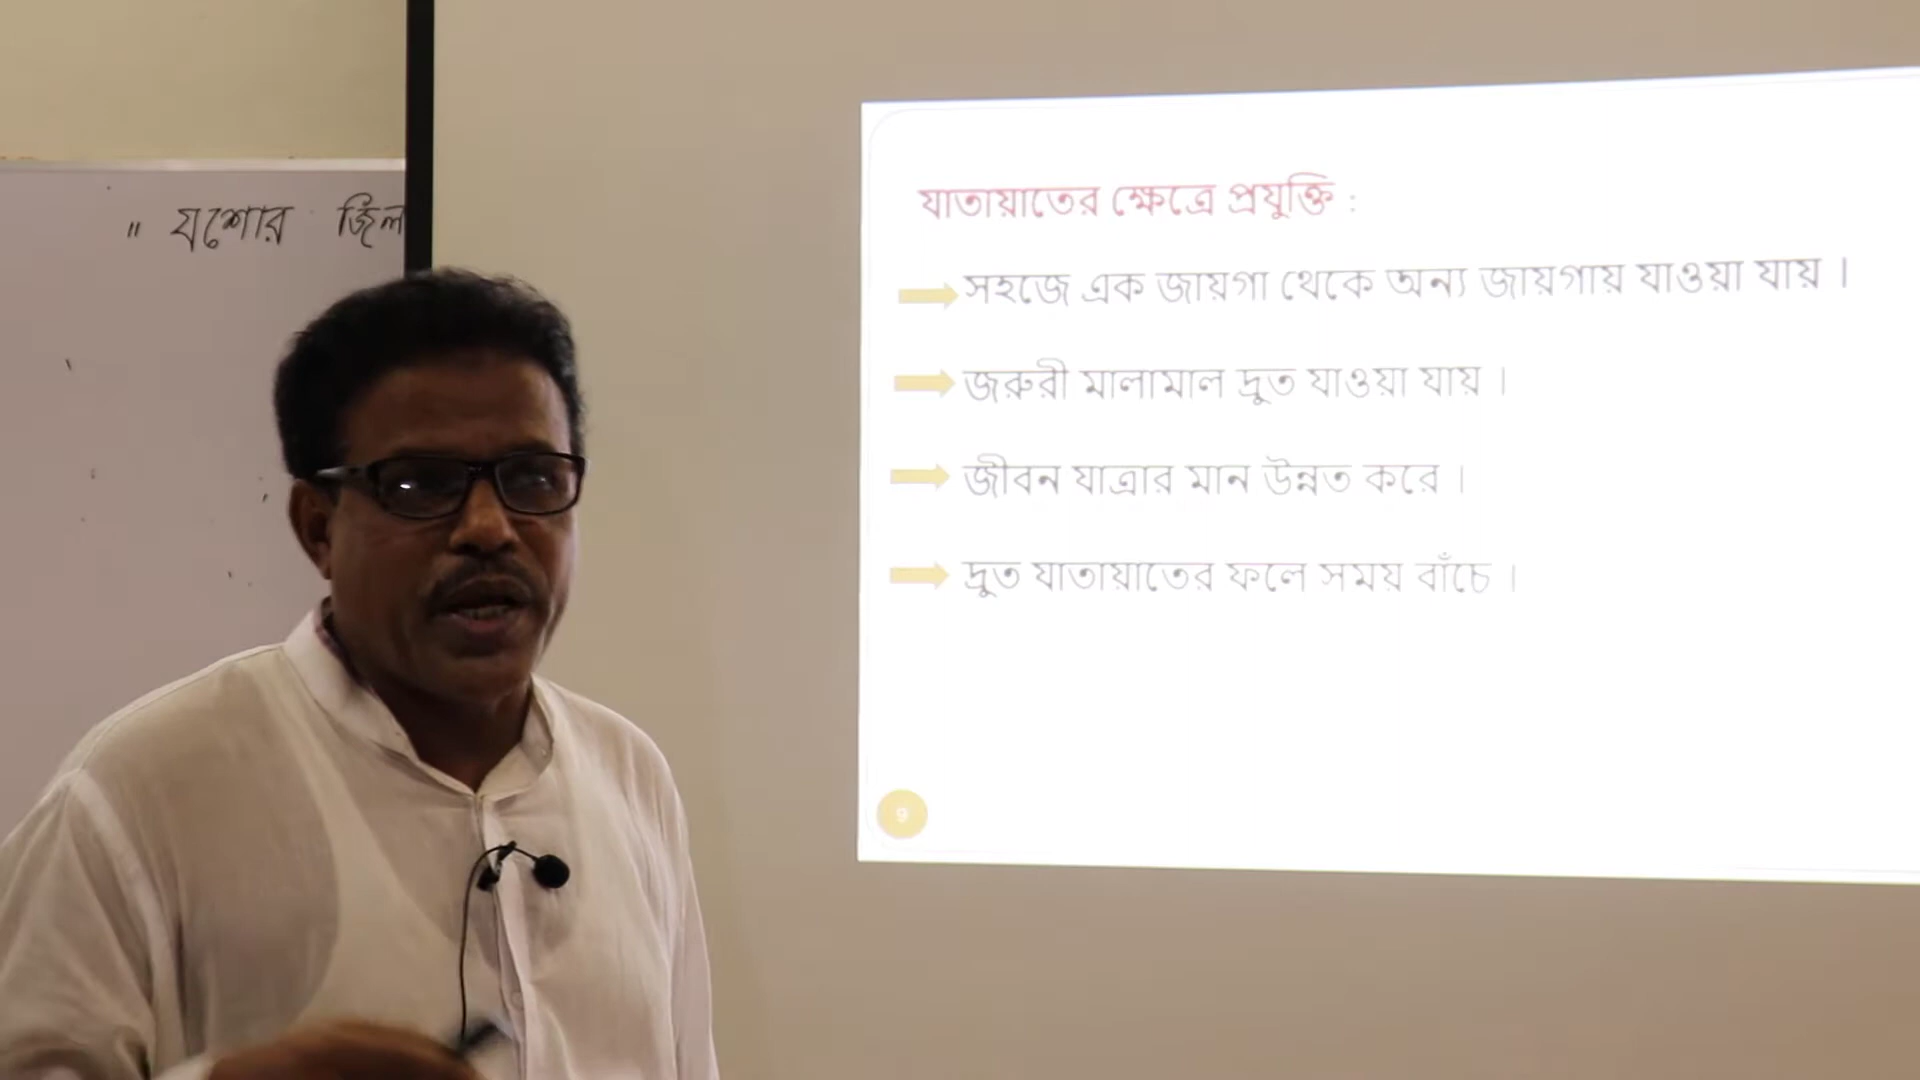 " যশোর জিল
যাতায়াতের ক্ষেত্রে প্রযুক্তি :
সহজে এক জায়গা থেকে অন্য জায়গায় যাওয়া যায় ।
জরুরী মালামাল দ্রুত যাওয়া যায় ।
জীবন যাত্রার মান উন্নত করে ।
দ্রুত যাতায়াতের ফলে সময় বাঁচে ।
9